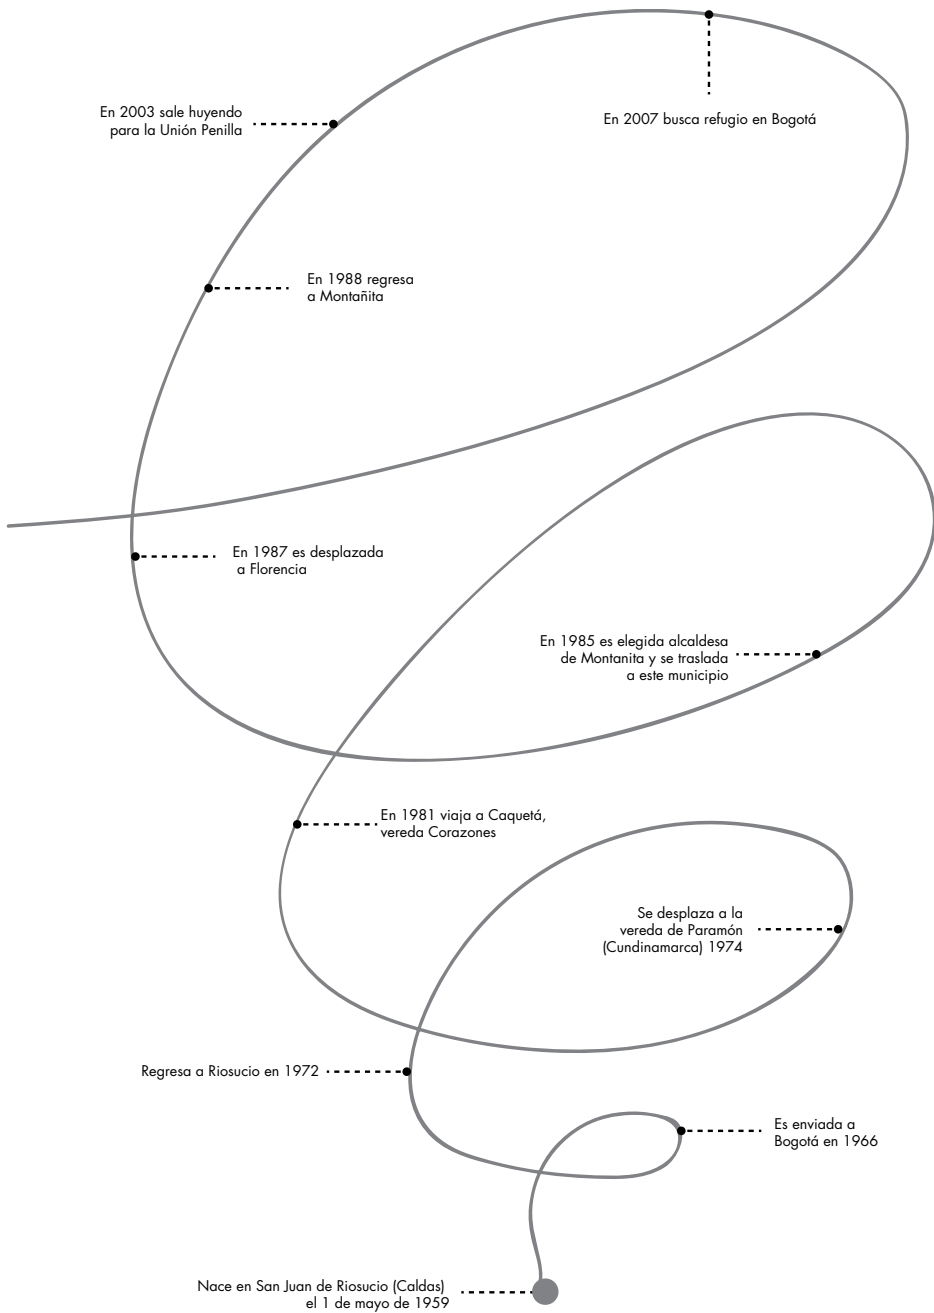 En 2007 busca refugio en Bogotá
En 2003 sale huyendo
para la Unión Penilla
En 1988 regresa
a Montañita
En 1987 es desplazada
a Florencia
En 1985 es elegida alcaldesa
de Montanita y se traslada
a este municipio
En 1981 viaja a Caquetá,
vereda Corazones
Se desplaza a la
vereda de Paramón
(Cundinamarca) 1974
Regresa a Riosucio en 1972
Es enviada a
Bogotá en 1966
Nace en San Juan de Riosucio (Caldas)
el 1 de mayo de 1959